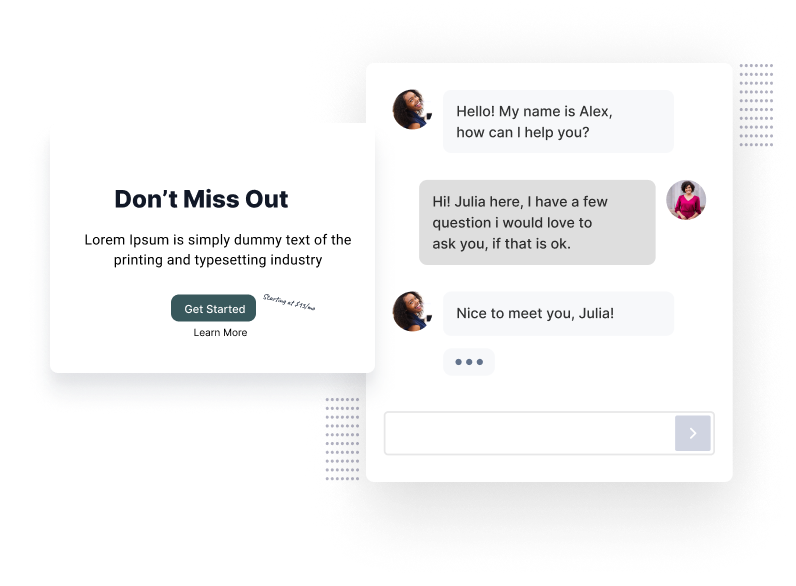 Don’t Miss Out
Lorem Ipsum is simply dummy text of the
printing and typesetting industry
Get Started
Starting at $15/mo
Learn More
Hello! My name is Alex,
how can I help you?
Hi! Julia here, I have a few
question i would love to
ask you, if that is ok.
Nice to meet you, Julia!